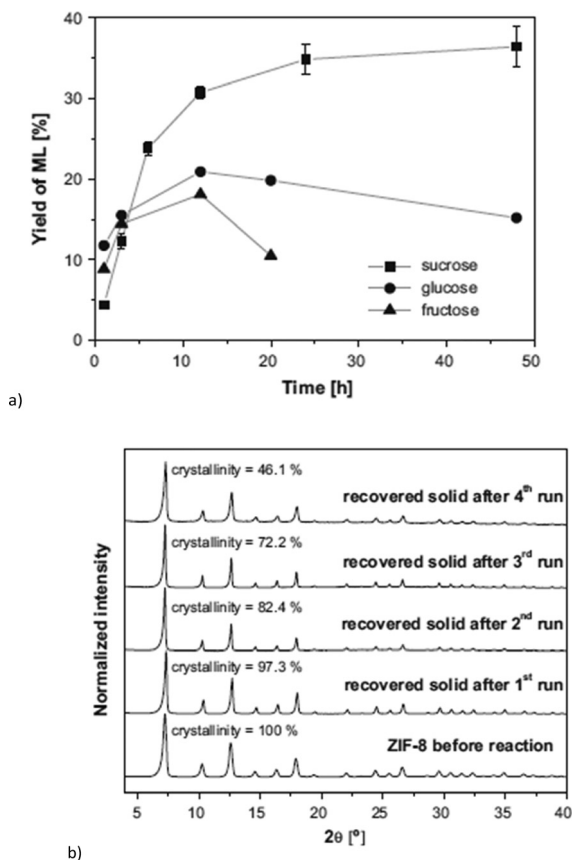 40
30
20
10
0
Yield of ML [%]
sucrose
glucose
fructose
0 10 20 30 40 50
Time [h]
a)
Normalized intensity
crystallinity = 46.1 %
recovered solid after 4th run
crystallinity = 72.2 %
recovered solid after 3rd run
crystallinity = 82.4 %
recovered solid after 2nd run
crystallinity = 97.3 %
recovered solid after 1st run
crystallinity = 100 %
ZIF-8 before reaction
5 10 15 20 25 30 35 40
2θ [º]
b)